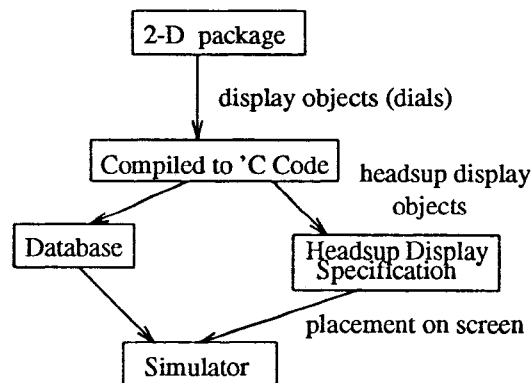 2-D package
display objects (dials)
Compiled to 'C Code
headsup display
objects
Database
Headsup Display
Specification
placement on screen
Simulator